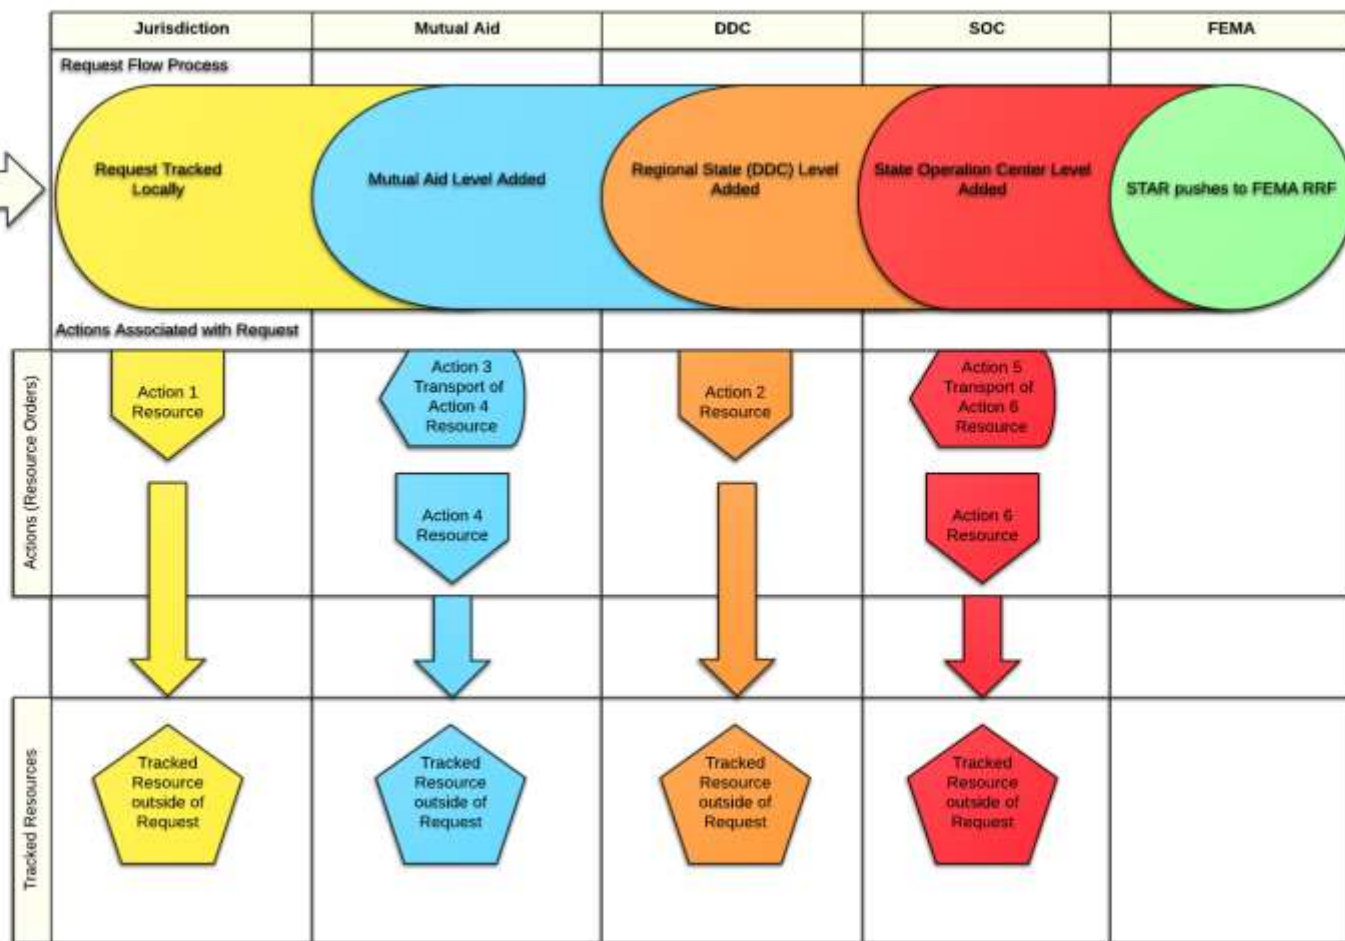 Jurisdiction
Mutual Aid
DDC
SOC
FEMA
Request Flow Process
Request Tracked
Locally
Mutual Aid Level Added
Regional State (DDC) Level
Added
State Operation Center Level
Added
STAR pushes to FEMA RRF
Actions Associated with Request
Actions (Resource Orders)
Action 1
Resource
Action 3
Transport of
Action 4
Resource
Action 2
Resource
Action 5
Transport of
Action 6
Resource
Action 4
Resource
Action 6
Resource
Tracked Resources
Tracked
Resource
outside of
Request
Tracked
Resource
outside of
Request
Tracked
Resource
outside of
Request
Tracked
Resource
outside of
Request